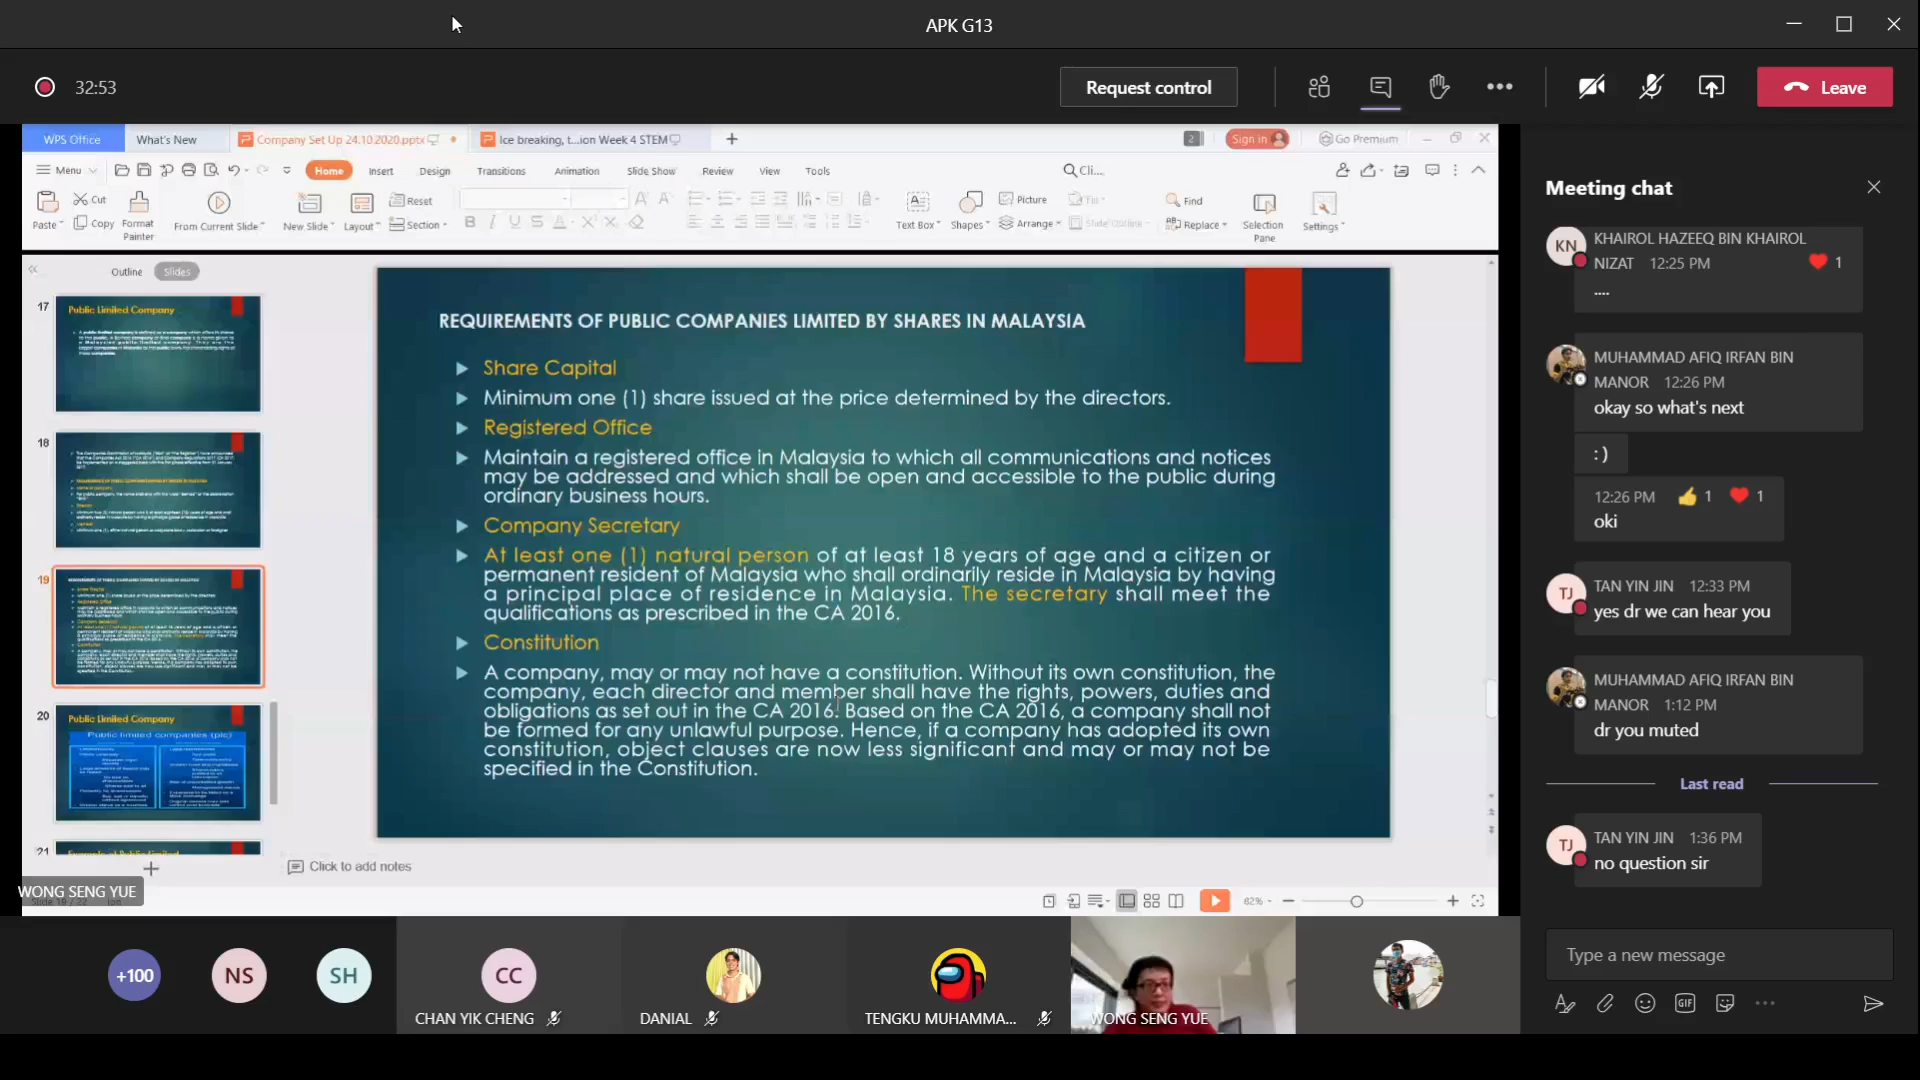 APK G13
32:53
Request control
Leave
WPS Office
What's New
Company Set Up 24.10.2020.pptx
Ice breaking, t...ion Week 4 STEM
2
Sign in
Go Premium
Menu
Home
Insert
Design
Transitions
Animation
Slide Show
Review
View
Tools
Cli...
Paste
Cut
Copy
Format
Painter
From Current Slide
New Slide
Layout
Reset
Section
Text Box
Shapes
Picture
Arrange
Fill
Slide Outline
Find
Replace
Selection
Pane
Settings
Outline
Slides
17
Public Limited Company
18
19
20
Public Limited Company
Public limited companies (plc)
21
REQUIREMENTS OF PUBLIC COMPANIES LIMITED BY SHARES IN MALAYSIA
Share Capital
Minimum one (1) share issued at the price determined by the directors.
Registered Office
Maintain a registered office in Malaysia to which all communications and notices
may be addressed and which shall be open and accessible to the public during
ordinary business hours.
Company Secretary
At least one (1) natural person of at least 18 years of age and a citizen or
permanent resident of Malaysia who shall ordinarily reside in Malaysia by having
a principal place of residence in Malaysia. The secretary shall meet the
qualifications as prescribed in the CA 2016.
Constitution
A company, may or may not have a constitution. Without its own constitution, the
company, each director and member shall have the rights, powers, duties and
obligations as set out in the CA 2016. Based on the CA 2016, a company shall not
be formed for any unlawful purpose. Hence, if a company has adopted its own
constitution, object clauses are now less significant and may or may not be
specified in the Constitution.
Click to add notes
WONG SENG YUE
82%
+100
NS
SH
CC
CHAN YIK CHENG
DANIAL
TENGKU MUHAMMA...
WONG SENG YUE
Meeting chat
KN
KHAIROL HAZEEQ BIN KHAIROL
NIZAT 12:25 PM
1
....
MUHAMMAD AFIQ IRFAN BIN
MANOR 12:26 PM
okay so what's next
: )
12:26 PM 1 1
oki
TJ
TAN YIN JIN 12:33 PM
yes dr we can hear you
MUHAMMAD AFIQ IRFAN BIN
MANOR 1:12 PM
dr you muted
Last read
TJ
TAN YIN JIN 1:36 PM
no question sir
Type a new message
GIF